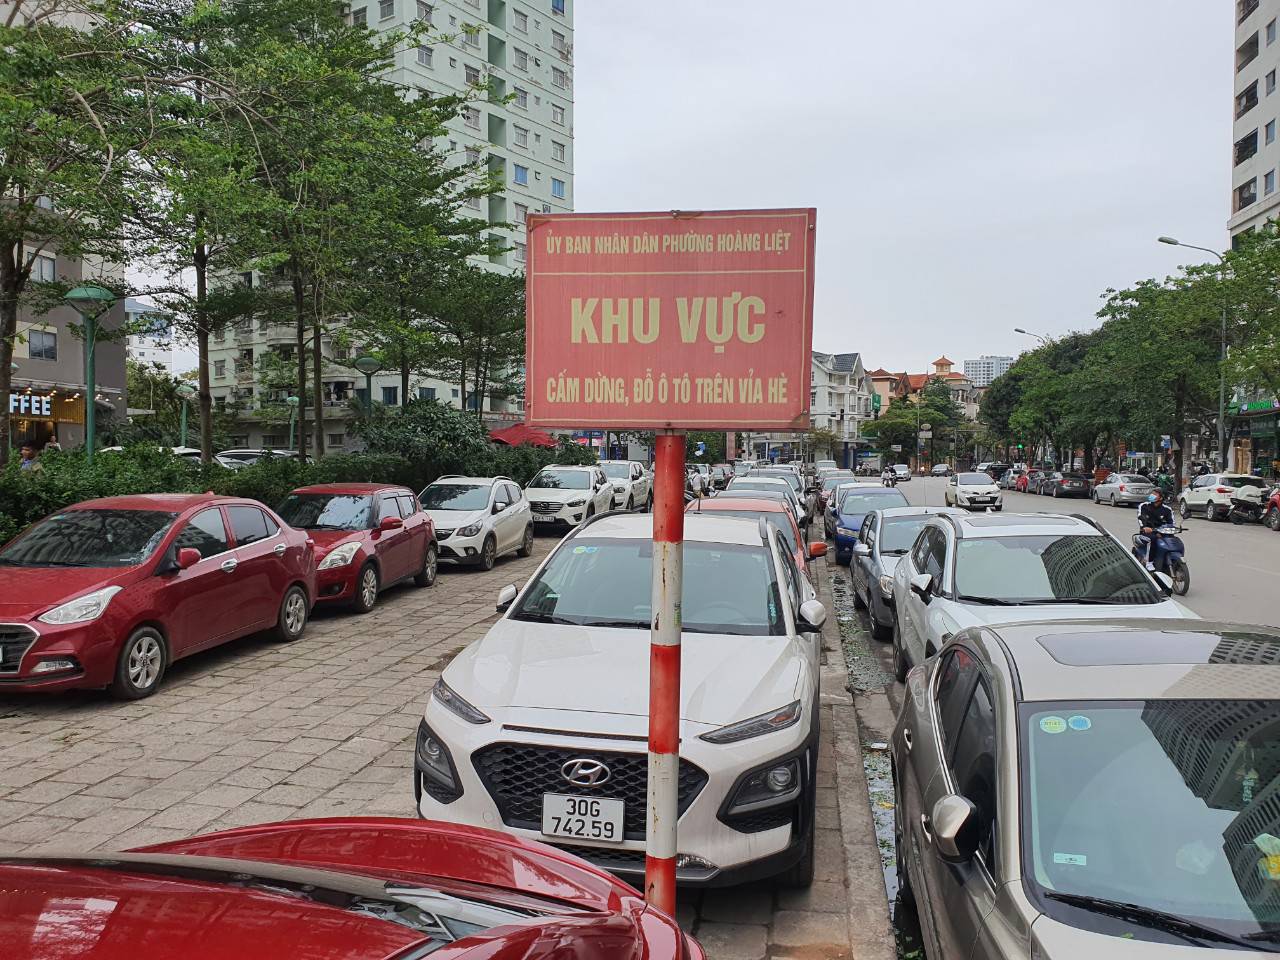 ỦY BAN NHÂN DÂN PHƯỜNG HOÀNG LIỆT
KHU VỰC
CẤM DỪNG, ĐỖ Ô TÔ TRÊN VỈA HÈ
FFEE
30G
742.59